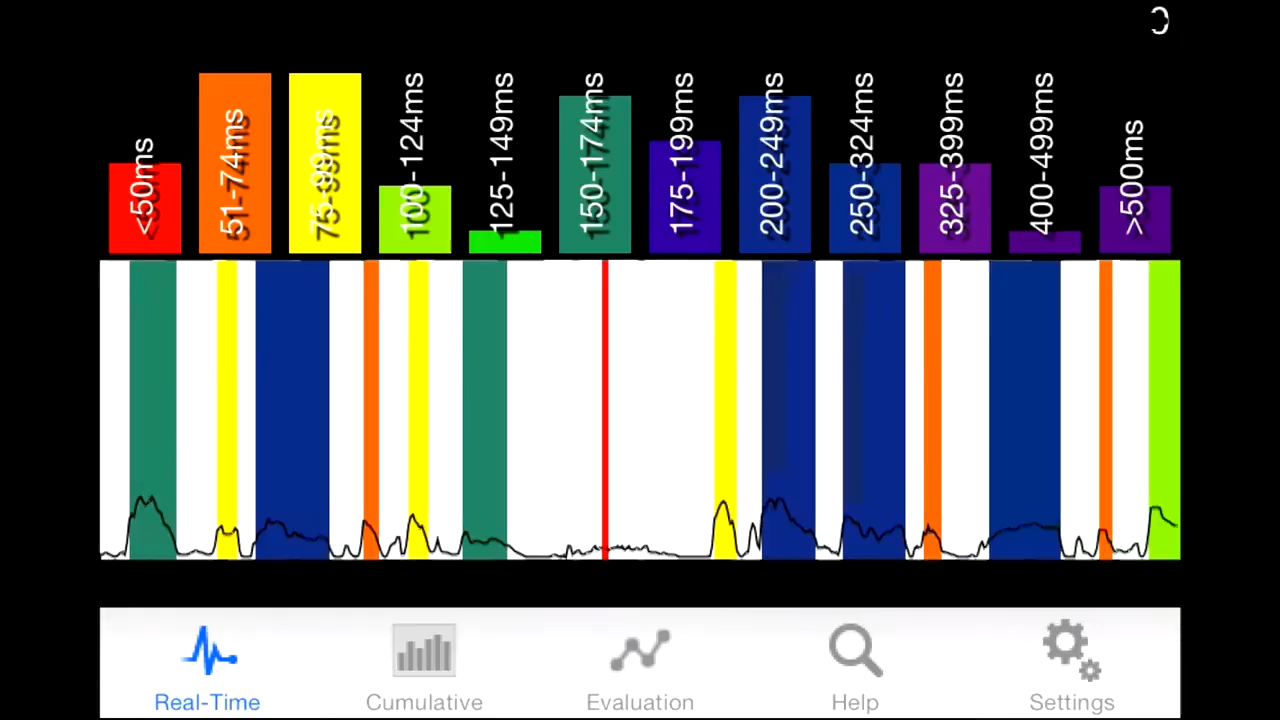 <50ms
51-74ms
75-99ms
100-124ms
125-149ms
150-174ms
175-199ms
200-249ms
250-324ms
325-399ms
400-499ms
>500ms
Real-Time
Cumulative
Evaluation
Help
Settings